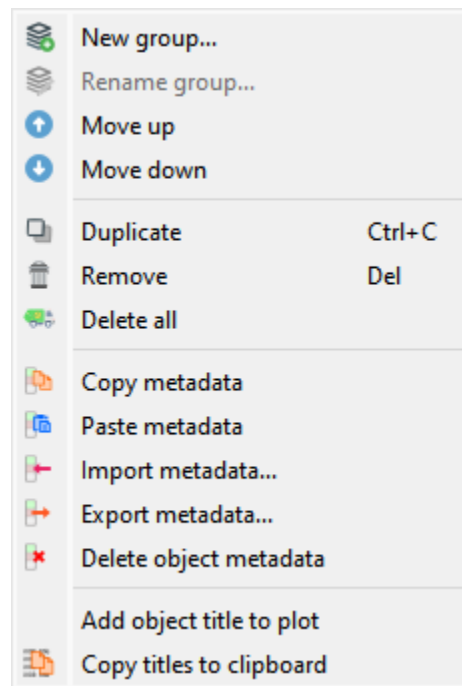 New group...
Rename group...
Move up
Move down
Duplicate Ctrl+C
Remove Del
Delete all
Copy metadata
Paste metadata
Import metadata...
Export metadata...
Delete object metadata
Add object title to plot
Copy titles to clipboard